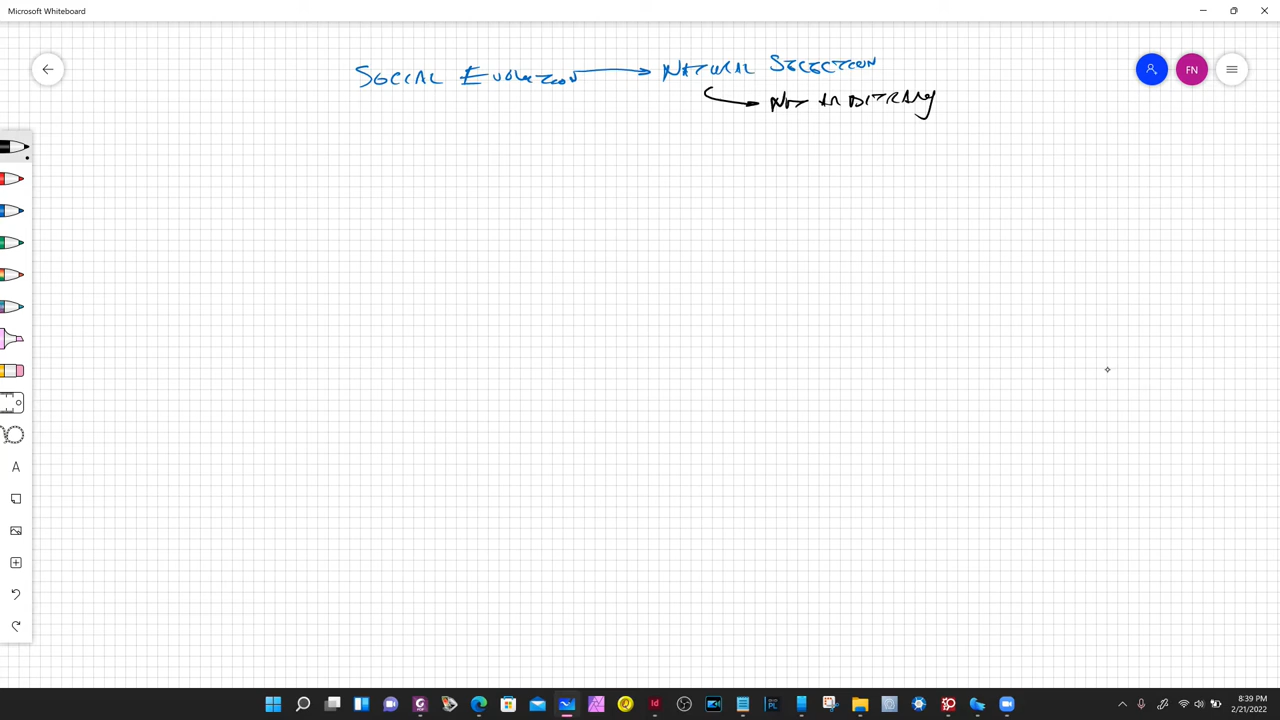 Microsoft Whiteboard
SOCIAL EVOLUTION → NATURAL SELECTION
NOT ARBITRARY
FN
A
8:39 PM
2/21/2022